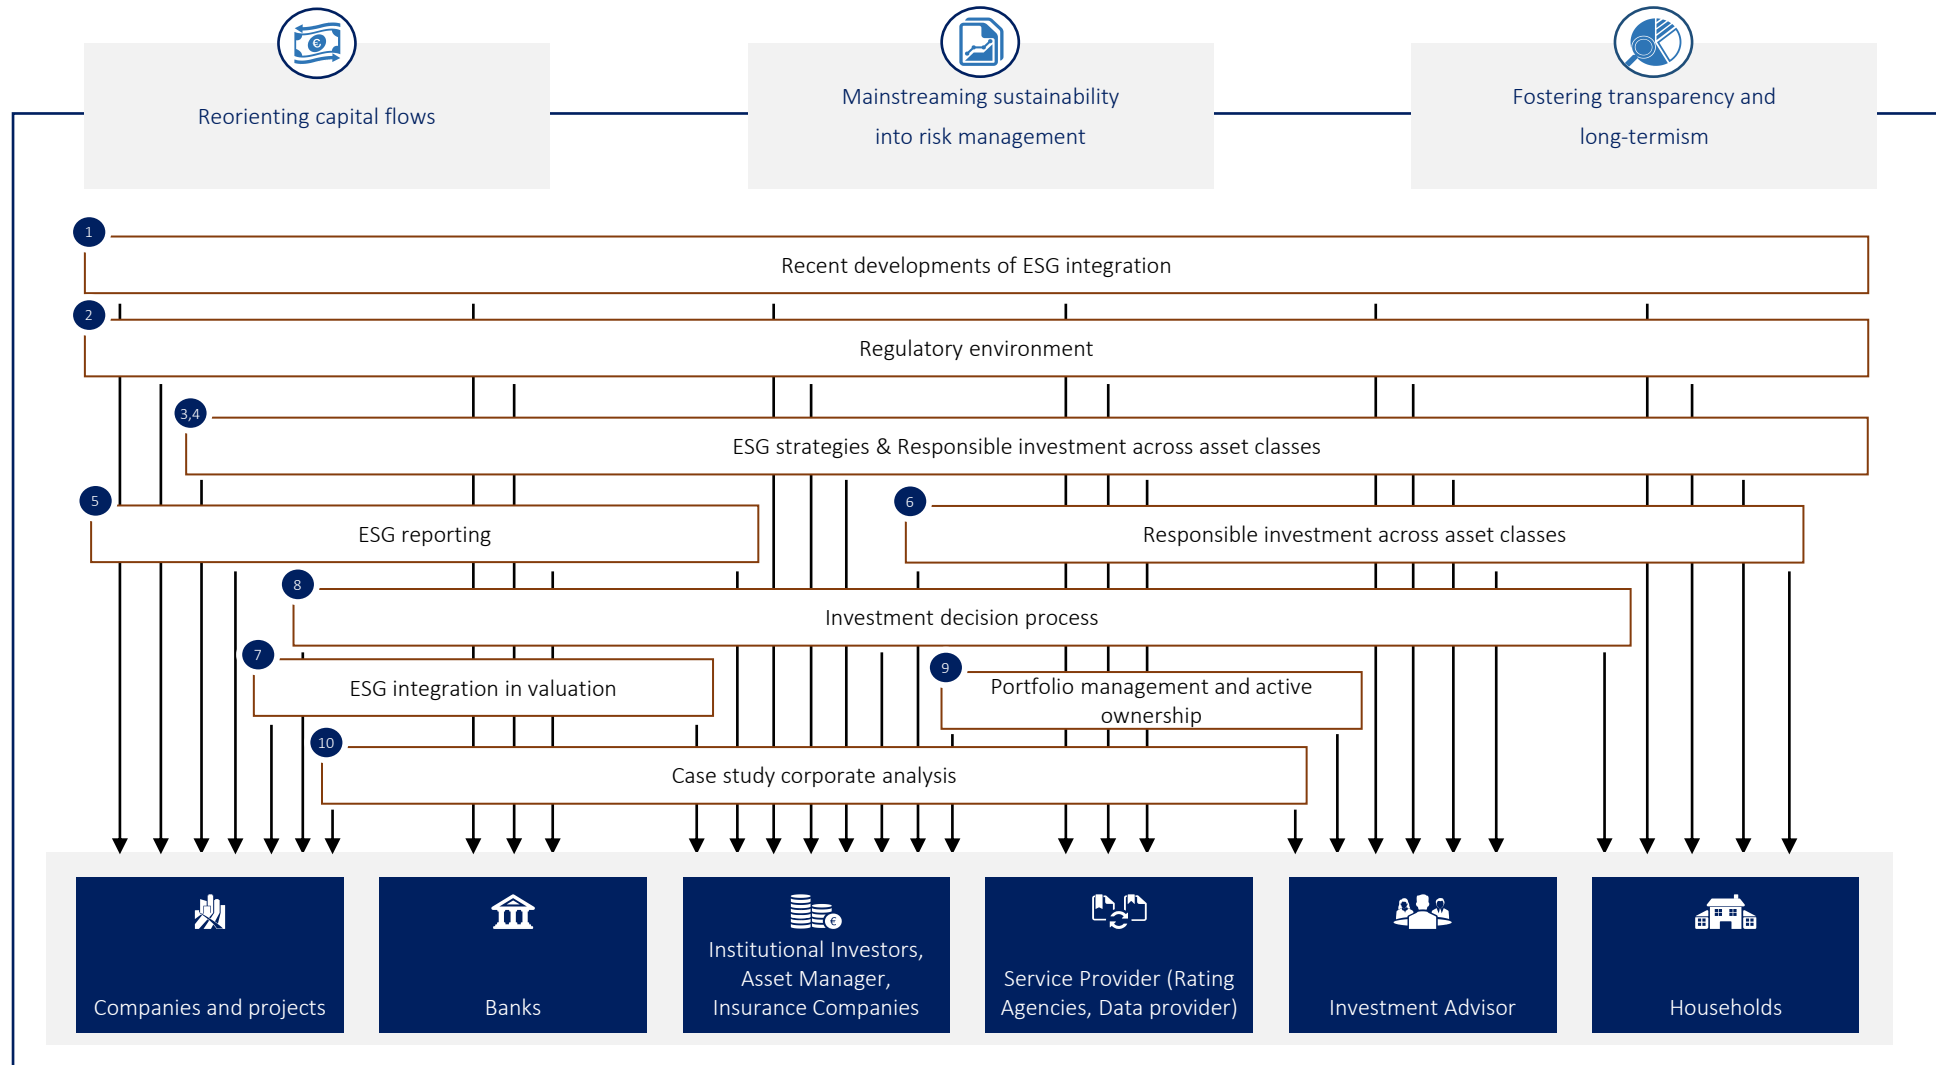 Reorienting capital flows
Mainstreaming sustainability
into risk management
Fostering transparency and
long-termism
1
Recent developments of ESG integration
2
Regulatory environment
3,4
ESG strategies & Responsible investment across asset classes
5
ESG reporting
6
Responsible investment across asset classes
8
Investment decision process
7
ESG integration in valuation
9
Portfolio management and active
ownership
10
Case study corporate analysis
Companies and projects
Banks
€
Institutional Investors,
Asset Manager,
Insurance Companies
Service Provider (Rating
Agencies, Data provider)
Investment Advisor
Households